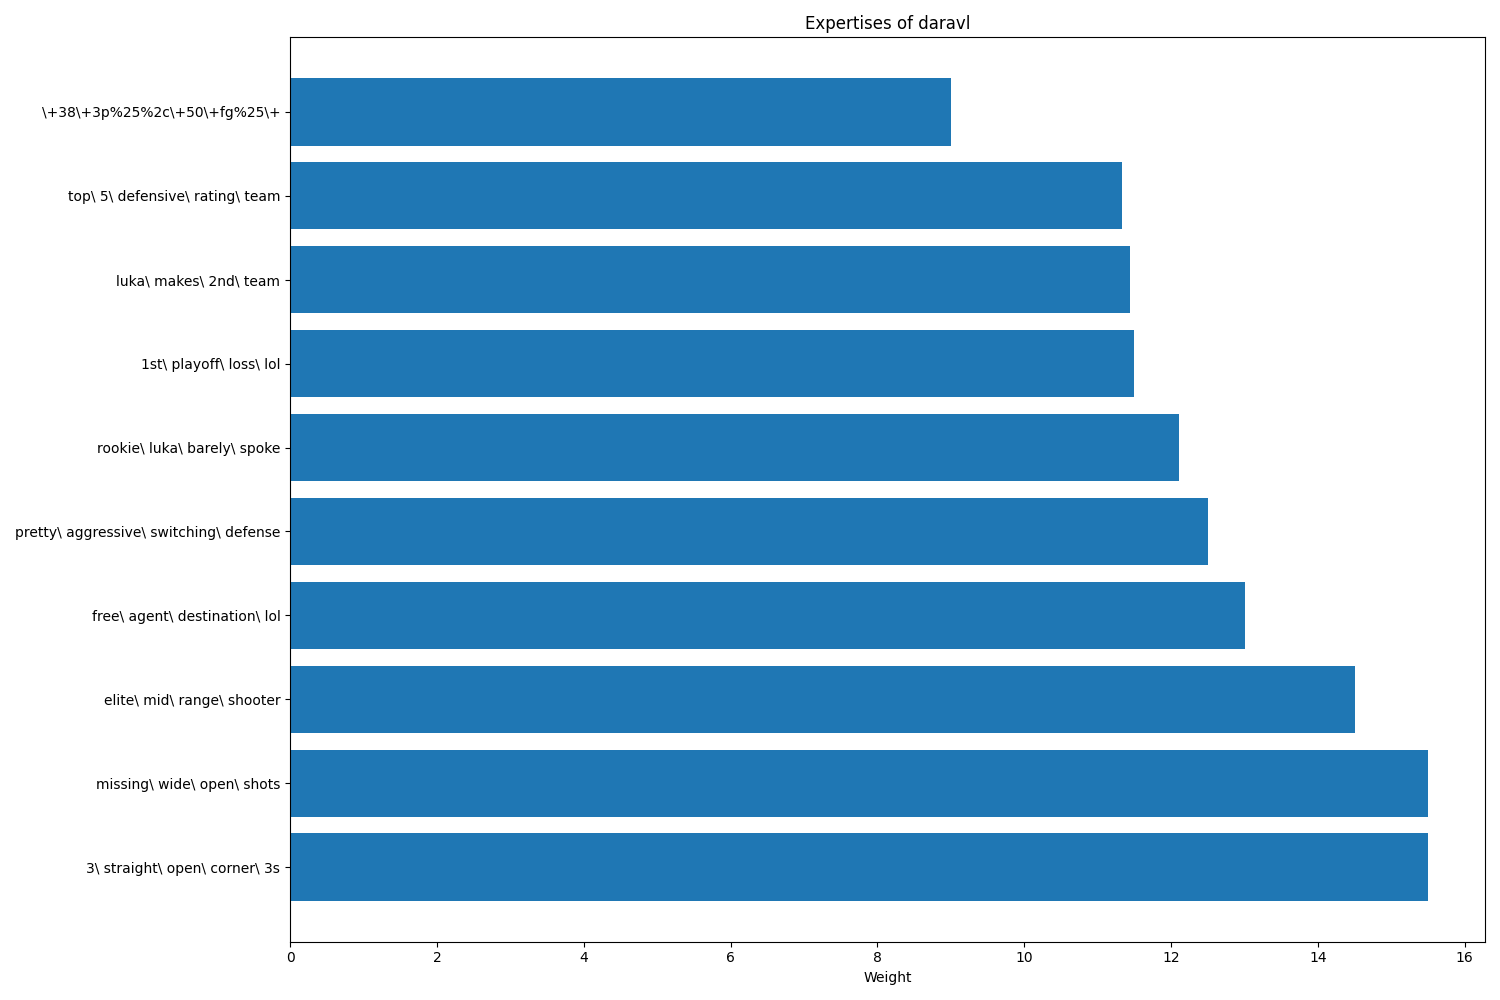 Expertises of daravl
\+38\+3p%25%2c\+50\+fg%25\+
top\ 5\ defensive\ rating\ team
luka\ makes\ 2nd\ team
1st\ playoff\ loss\ lol
rookie\ luka\ barely\ spoke
pretty\ aggressive\ switching\ defense
free\ agent\ destination\ lol
elite\ mid\ range\ shooter
missing\ wide\ open\ shots
3\ straight\ open\ corner\ 3s
0 2 4 6 8 10 12 14 16
Weight